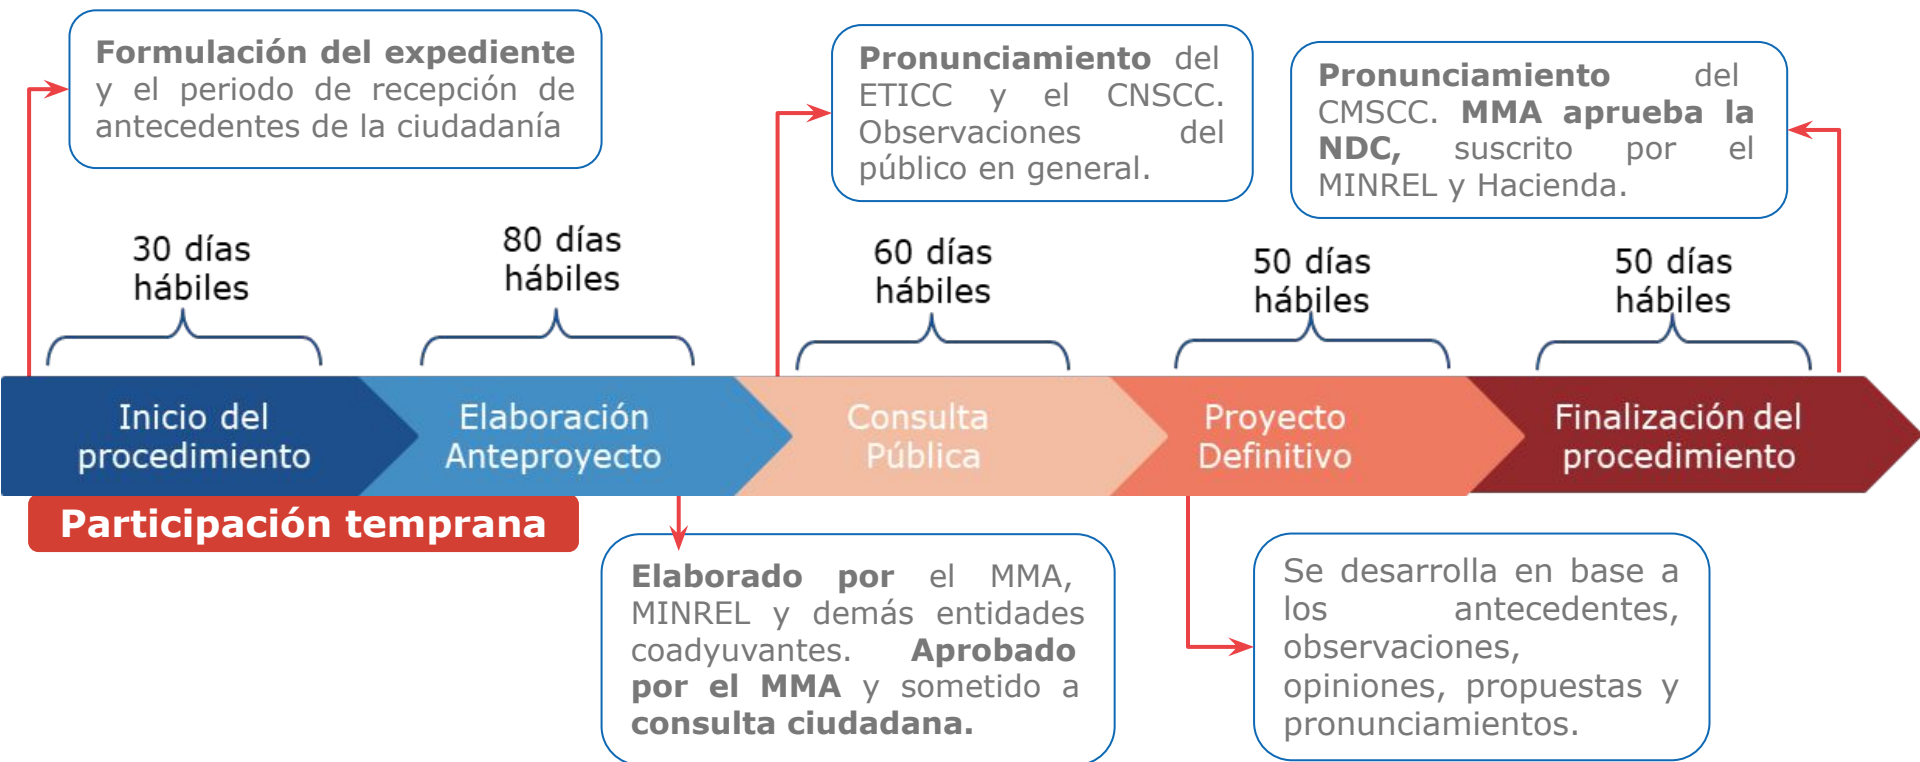 Formulación del expediente
y el periodo de recepción de
antecedentes de la ciudadanía
Pronunciamiento del
ETICC y el CNSCC.
Observaciones del
público en general.
Pronunciamiento del
CMSCC. MMA aprueba la
NDC, suscrito por el
MINREL y Hacienda.
30 días
hábiles
80 días
hábiles
60 días
hábiles
50 días
hábiles
50 días
hábiles
Inicio del
procedimiento
Elaboración
Anteproyecto
Consulta
Pública
Proyecto
Definitivo
Finalización del
procedimiento
Participación temprana
Elaborado por el MMA,
MINREL y demás entidades
coadyuvantes. Aprobado
por el MMA y sometido a
consulta ciudadana.
Se desarrolla en base a
los antecedentes,
observaciones,
opiniones, propuestas y
pronunciamientos.